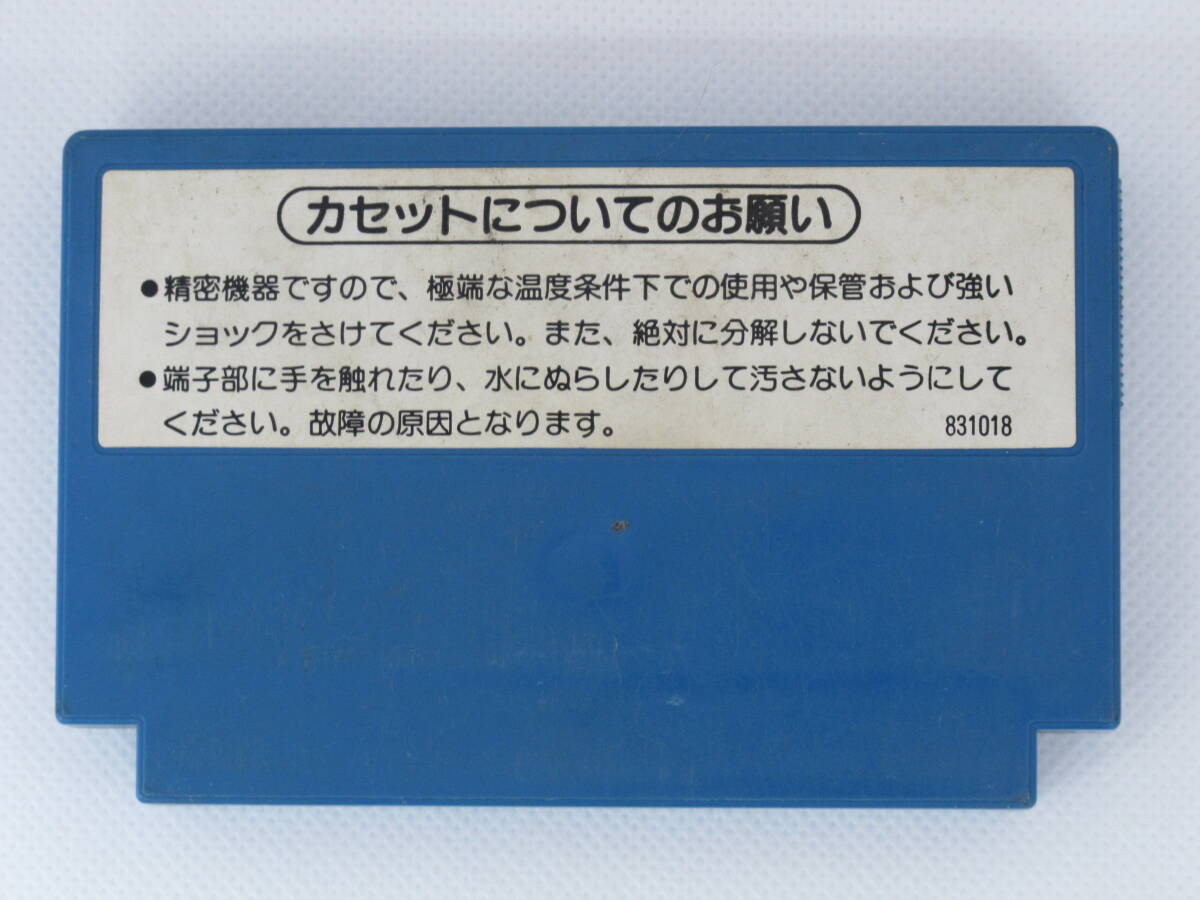 カセットについてのお願い
●精密機器ですので、極端な温度条件下での使用や保管および強い
ショックをさけてください。また、絶対に分解しないでください。
●端子部に手を触れたり、水にぬらしたりして汚さないようにして
ください。故障の原因となります。 831018